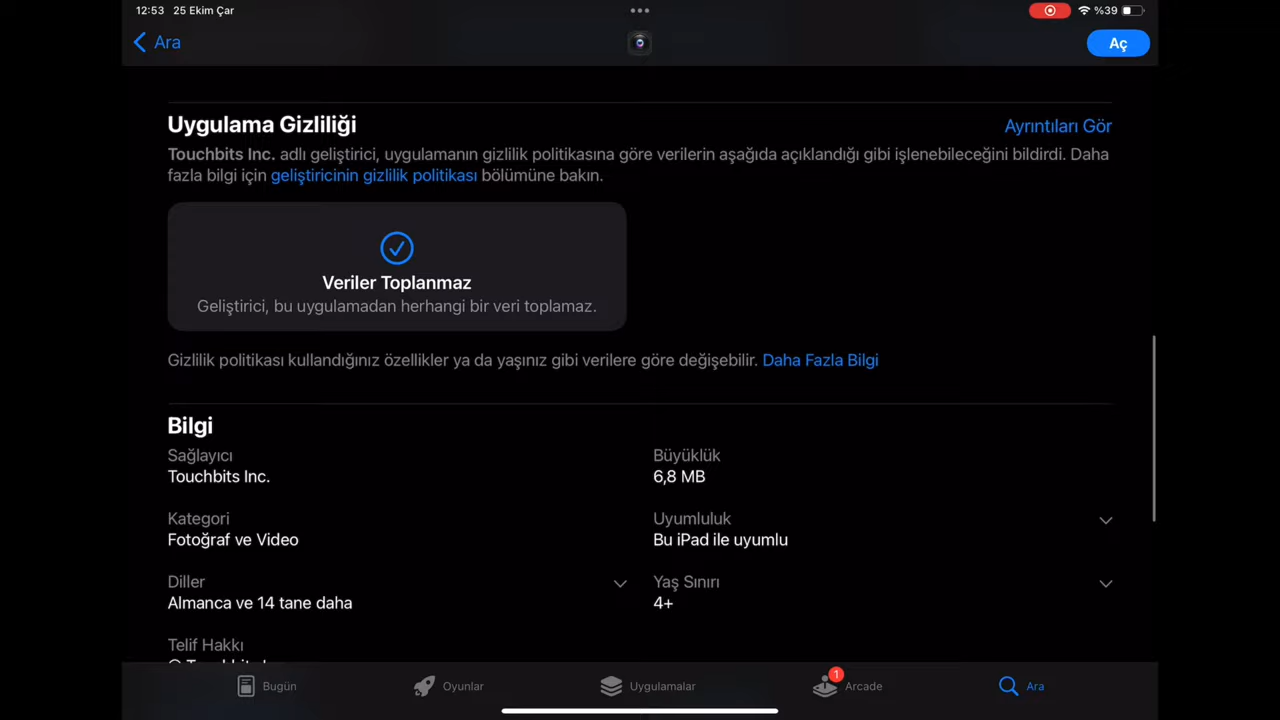 12:53 25 Ekim Çar
%39
Ara
Aç
Uygulama Gizliliği
Ayrıntıları Gör
Touchbits Inc. adlı geliştirici, uygulamanın gizlilik politikasına göre verilerin aşağıda açıklandığı gibi işlenebileceğini bildirdi. Daha
fazla bilgi için geliştiricinin gizlilik politikası bölümüne bakın.
Veriler Toplanmaz
Geliştirici, bu uygulamadan herhangi bir veri toplamaz.
Gizlilik politikası kullandığınız özellikler ya da yaşınız gibi verilere göre değişebilir. Daha Fazla Bilgi
Bilgi
Sağlayıcı
Touchbits Inc.
Büyüklük
6,8 MB
Kategori
Fotoğraf ve Video
Uyumluluk
Bu iPad ile uyumlu
Diller
Almanca ve 14 tane daha
Yaş Sınırı
4+
Telif Hakkı
Bugün
Oyunlar
Uygulamalar
1
Arcade
Ara